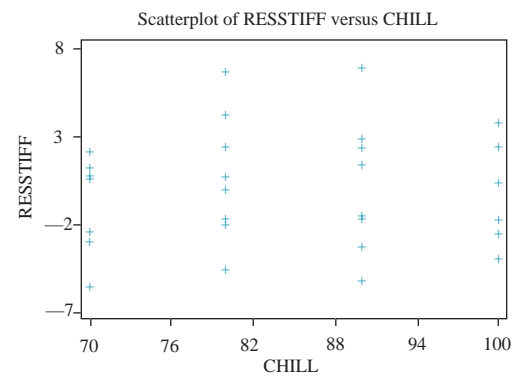 Scatterplot of RESSTIFF versus CHILL
8
3
—2
—7
RESSTIFF
70 76 82 88 94 100
CHILL